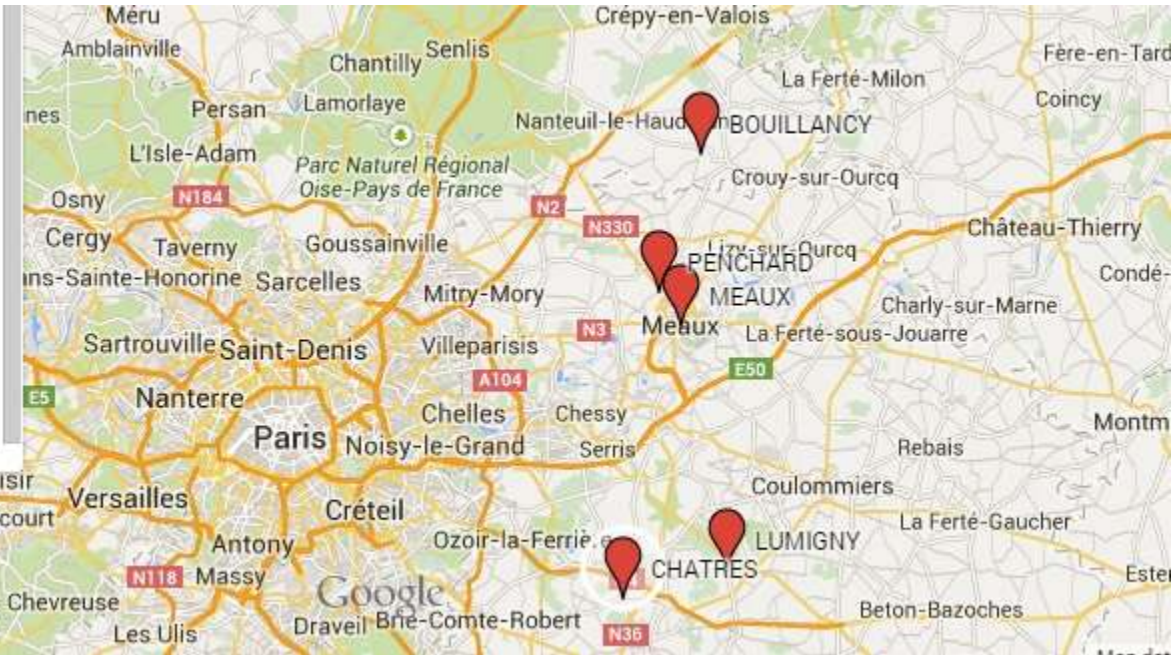 Méru
Crépy-en-Valois
Amblainville
Senlis
Chantilly
Fère-en-Tard
La Ferté-Milon
Persan
Lamorlaye
Coincy
nes
Nanteuil-le-Haud
n
BOUILLANCY
L'Isle-Adam
Parc Naturel Régional
Oise-Pays de France
Crouy-sur-Ourcq
Osny
N184
N2
N330
Château-Thierry
Cergy
Taverny
Goussainville
Lizy-sur-Ourcq
PENCHARD
Condé-
ns-Sainte-Honorine
Sarcelles
Mitry-Mory
MEAUX
Charly-sur-Marne
N3
Meaux
La Ferté-sous-Jouarre
Sartrouville
Saint-Denis
Villeparisis
E50
A104
E5
Nanterre
Chelles
Chessy
Montm
Paris
Noisy-le-Grand
Serris
Rebais
isir
Versailles
Coulommiers
court
Créteil
La Ferté-Gaucher
Antony
Ozoir-la-Ferriè
e
LUMIGNY
N118
Massy
CHATRES
Ester
Google
Chevreuse
Beton-Bazoches
Les Ulis
Draveil
Brie-Comte-Robert
N36